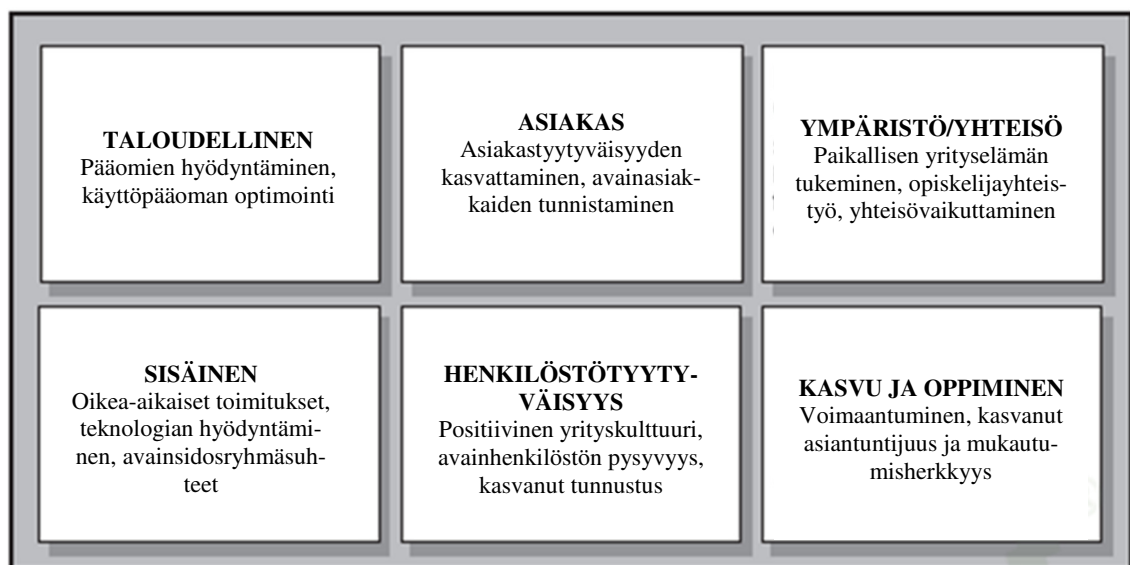 TALOUDELLINEN
Pääomien hyödyntäminen,
käyttöpääoman optimointi
ASIAKAS
Asiakastyytyväisyyden
kasvattaminen, avainasiak-
kaiden tunnistaminen
YMPÄRISTÖ/YHTEISÖ
Paikallisen yrityselämän
tukeminen, opiskelijayhteis-
työ, yhteisövaikuttaminen
SISÄINEN
Oikea-aikaiset toimitukset,
teknologian hyödyntämi-
nen, avainsidosryhmäsuh-
teet
HENKILÖSTÖTYYTY-
VÄISYYS
Positiivinen yrityskulttuuri,
avainhenkilöstön pysyvyys,
kasvanut tunnustus
KASVU JA OPPIMINEN
Voimaantuminen, kasvanut
asiantuntijuus ja mukautu-
misherkkyys